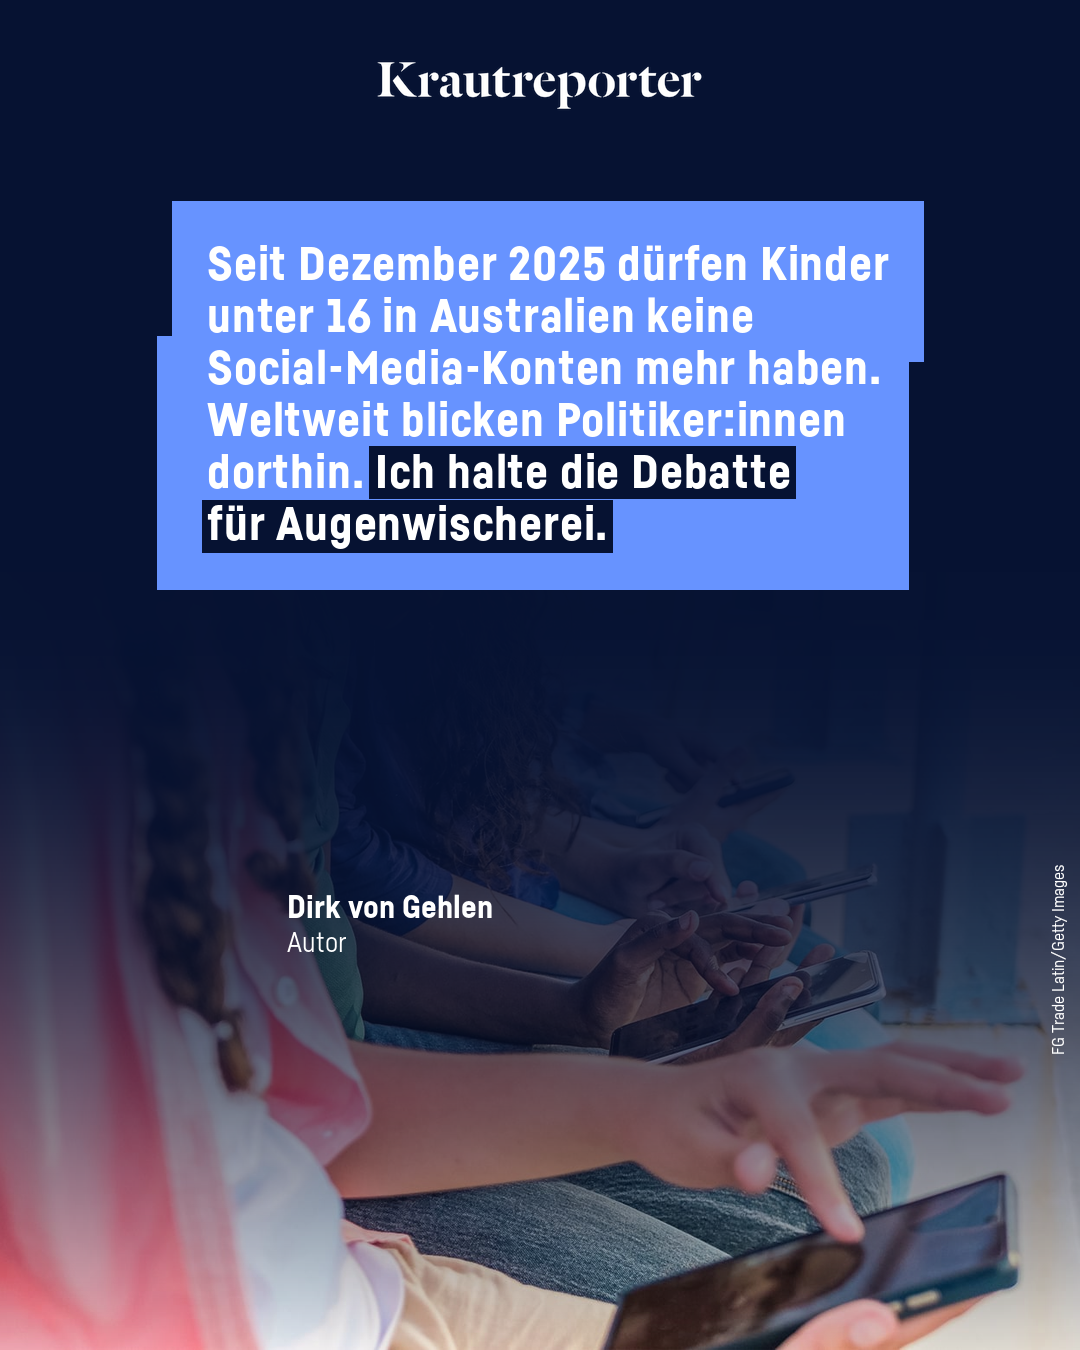 Krautreporter
Seit Dezember 2025 dürfen Kinder
unter 16 in Australien keine
Social-Media-Konten mehr haben.
Weltweit blicken Politiker:innen
dorthin. Ich halte die Debatte
für Augenwischerei.
Dirk von Gehlen
Autor
FG Trade Latin/Getty Images